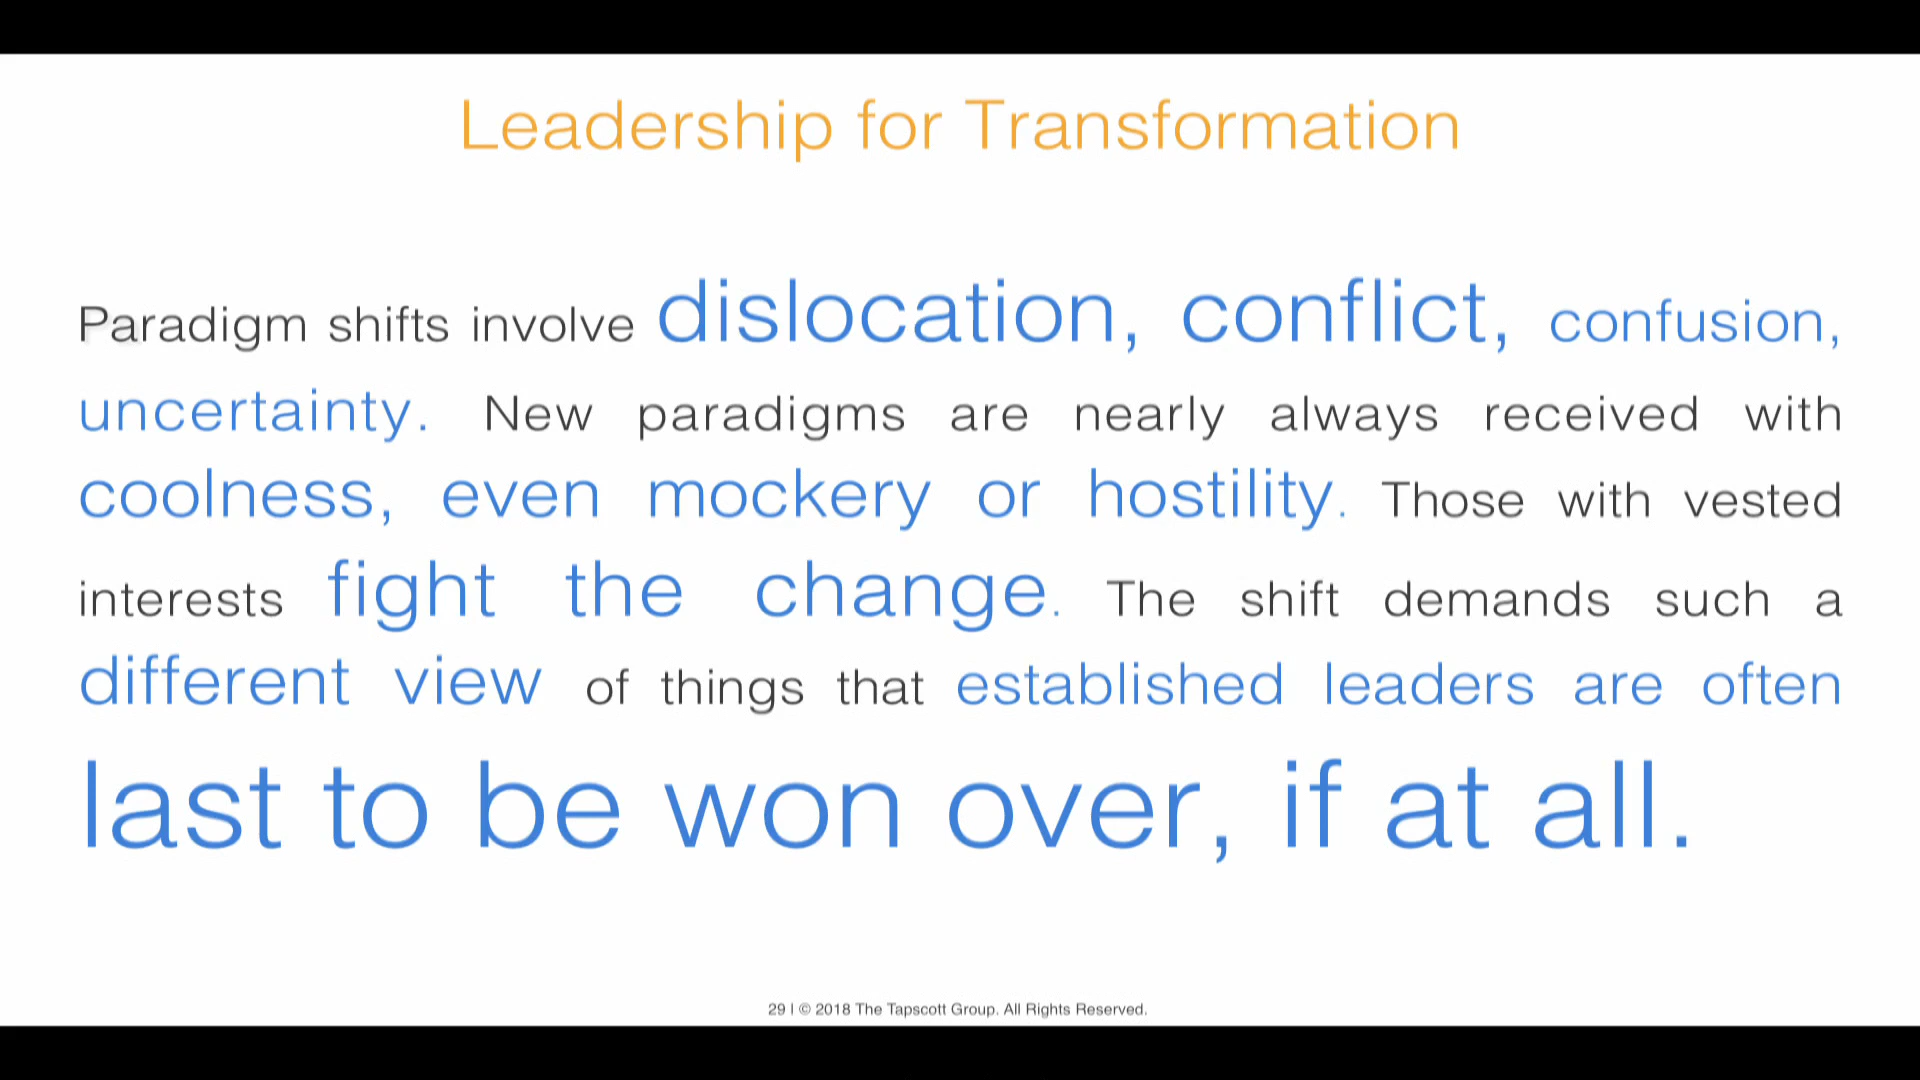 Leadership for Transformation
Paradigm shifts involve dislocation, conflict, confusion,
uncertainty. New paradigms are nearly always received with
coolness, even mockery or hostility. Those with vested
interests fight the change. The shift demands such a
different view of things that established leaders are often
last to be won over, if at all.
29 | © 2018 The Tapscott Group. All Rights Reserved.